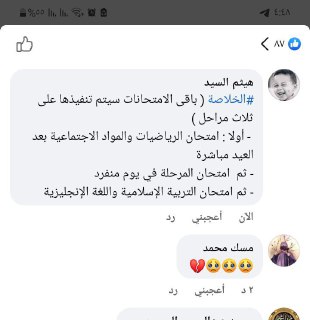 ٤:٤٨
%٥٥
٨٧
هيثم السيد
#الخلاصة ( باقى الامتحانات سيتم تنفيذها على
ثلاث مراحل )
- أولا : امتحان الرياضيات والمواد الاجتماعية بعد
العيد مباشرة
- ثم امتحان المرحلة في يوم منفرد
- ثم امتحان التربية الإسلامية واللغة الإنجليزية
الآن أعجبني رد
مسك محمد
🥺🥺🥺💔
٢ د أعجبني رد